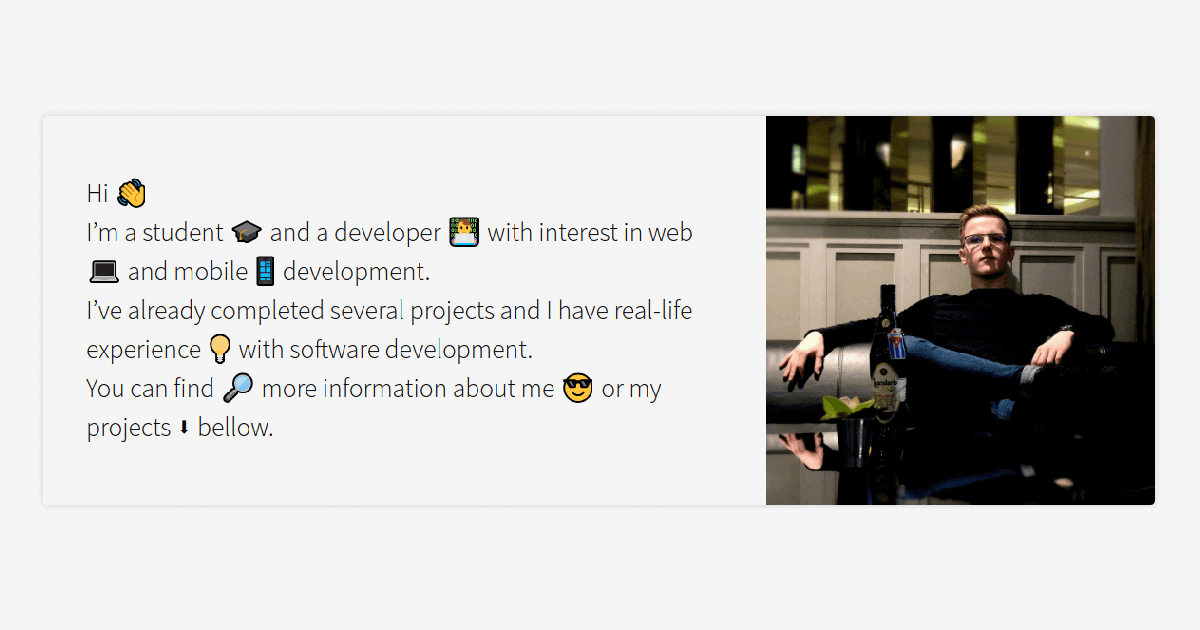 Hi 👋
I’m a student 🎓 and a developer 👨‍💻 with interest in web
💻 and mobile 📱 development.
I’ve already completed several projects and I have real-life
experience 💡 with software development.
You can find 🔎 more information about me 😎 or my
projects ⬇ bellow.